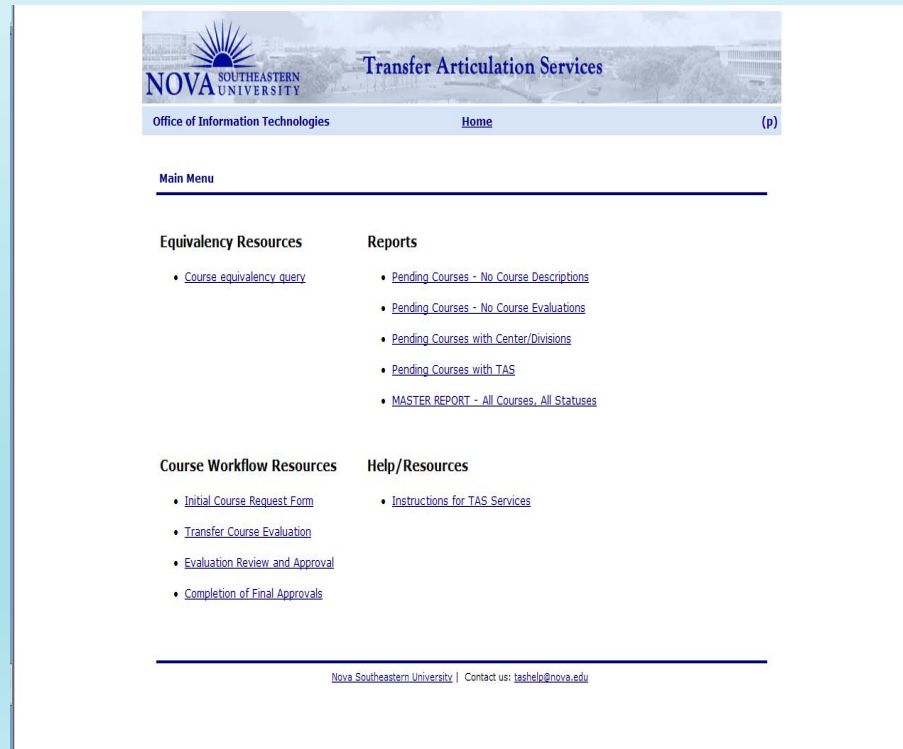 NOVA SOUTHEASTERN
UNIVERSITY
Transfer Articulation Services
Office of Information Technologies Home (p)
Main Menu
Equivalency Resources
• Course equivalency query
Reports
• Pending Courses - No Course Descriptions
• Pending Courses - No Course Evaluations
• Pending Courses with Center/Divisions
• Pending Courses with TAS
• MASTER REPORT - All Courses, All Statuses
Course Workflow Resources
• Initial Course Request Form
• Transfer Course Evaluation
• Evaluation Review and Approval
• Completion of Final Approvals
Help/Resources
• Instructions for TAS Services
Nova Southeastern University | Contact us: tashelp@nova.edu